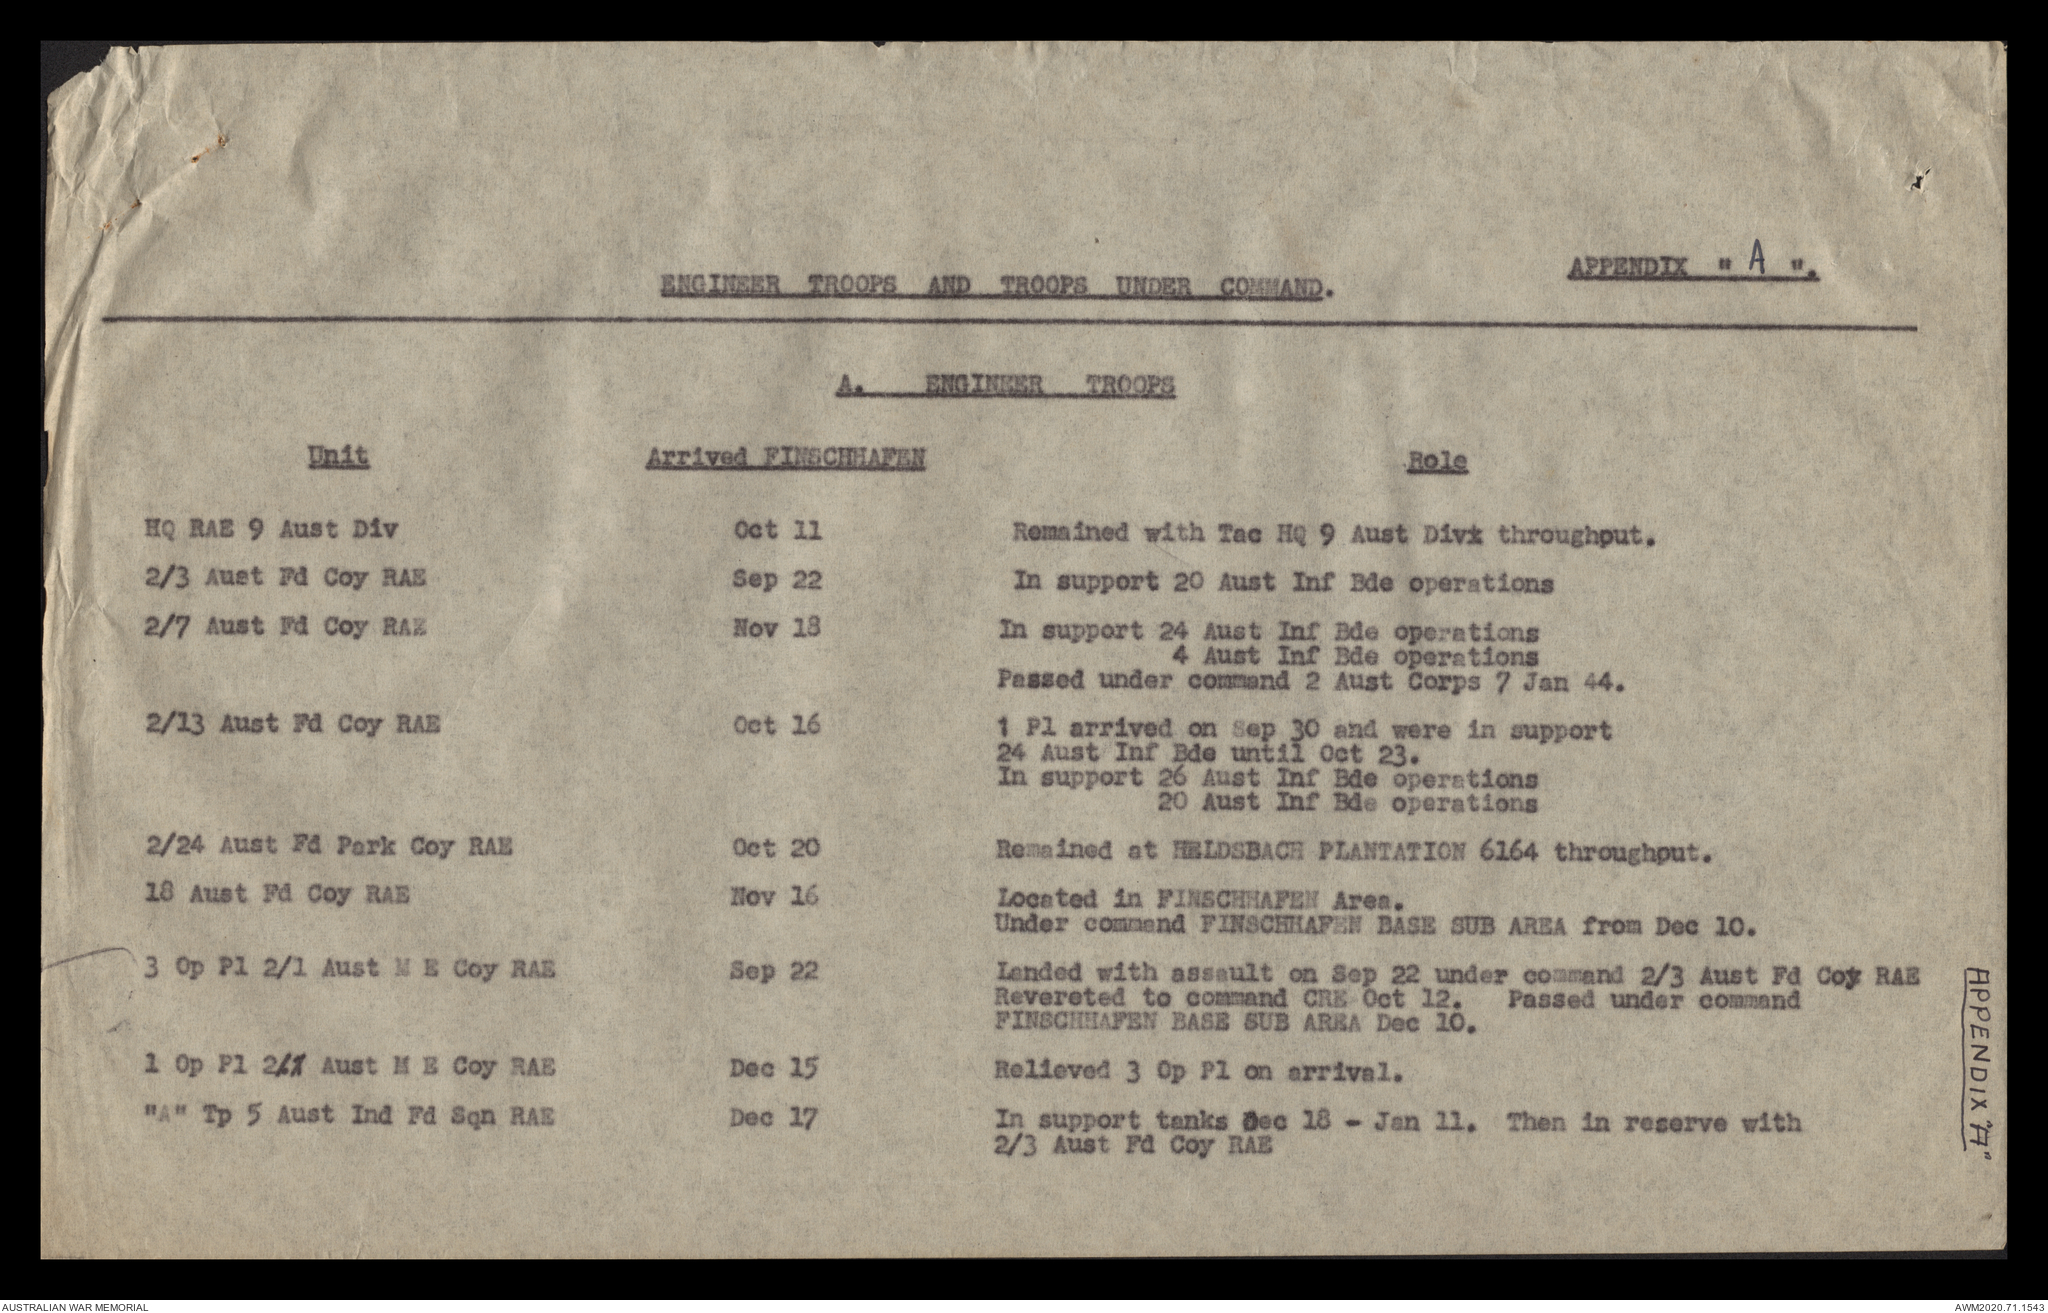 APPENDIX " A ".
ENGINEER TROOPS AND TROOPS UNDER COMMAND.
A. ENGINEER TROOPS
Unit Arrived FINSCHHAFEN Role
HQ RAE 9 Aust Div Oct 11 Remained with Tac HQ 9 Aust Divx throughout.
2/3 Aust Fd Coy RAE Sep 22 In support 20 Aust Inf Bde operations
2/7 Aust Fd Coy RAE Nov 18 In support 24 Aust Inf Bde operations
4 Aust Inf Bde operations
Passed under command 2 Aust Corps 7 Jan 44.
2/13 Aust Fd Coy RAE Oct 16 1 Pl arrived on Sep 30 and were in support
24 Aust Inf Bde until Oct 23.
In support 26 Aust Inf Bde operations
20 Aust Inf Bde operations
2/24 Aust Fd Park Coy RAE Oct 20 Remained at HELDSBACH PLANTATION 6164 throughout.
18 Aust Fd Coy RAE Nov 16 Located in FINSCHHAFEN Area.
Under command FINSCHHAFEN BASE SUB AREA from Dec 10.
3 Op Pl 2/1 Aust M E Coy RAE Sep 22 Landed with assault on Sep 22 under command 2/3 Aust Fd Coy RAE
Revereted to command CRE Oct 12. Passed under command
FINSCHHAFEN BASE SUB AREA Dec 10.
1 Op Pl 2/1 Aust M E Coy RAE Dec 15 Relieved 3 Op Pl on arrival.
"A" Tp 5 Aust Ind Fd Sqn RAE Dec 17 In support tanks Dec 18 - Jan 11. Then in reserve with
2/3 Aust Fd Coy RAE
APPENDIX "A"
AUSTRALIAN WAR MEMORIAL AWM2020.71.1543